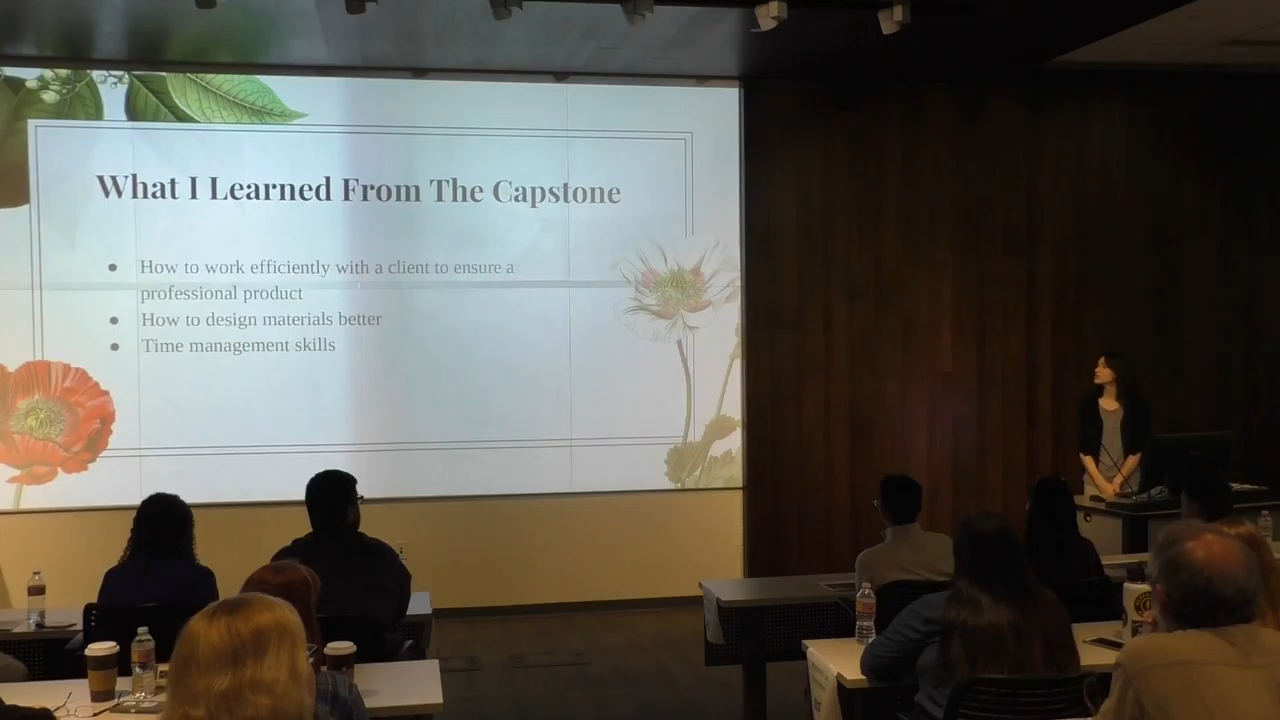 What I Learned From The Capstone
● How to work efficiently with a client to ensure a
professional product
● How to design materials better
● Time management skills